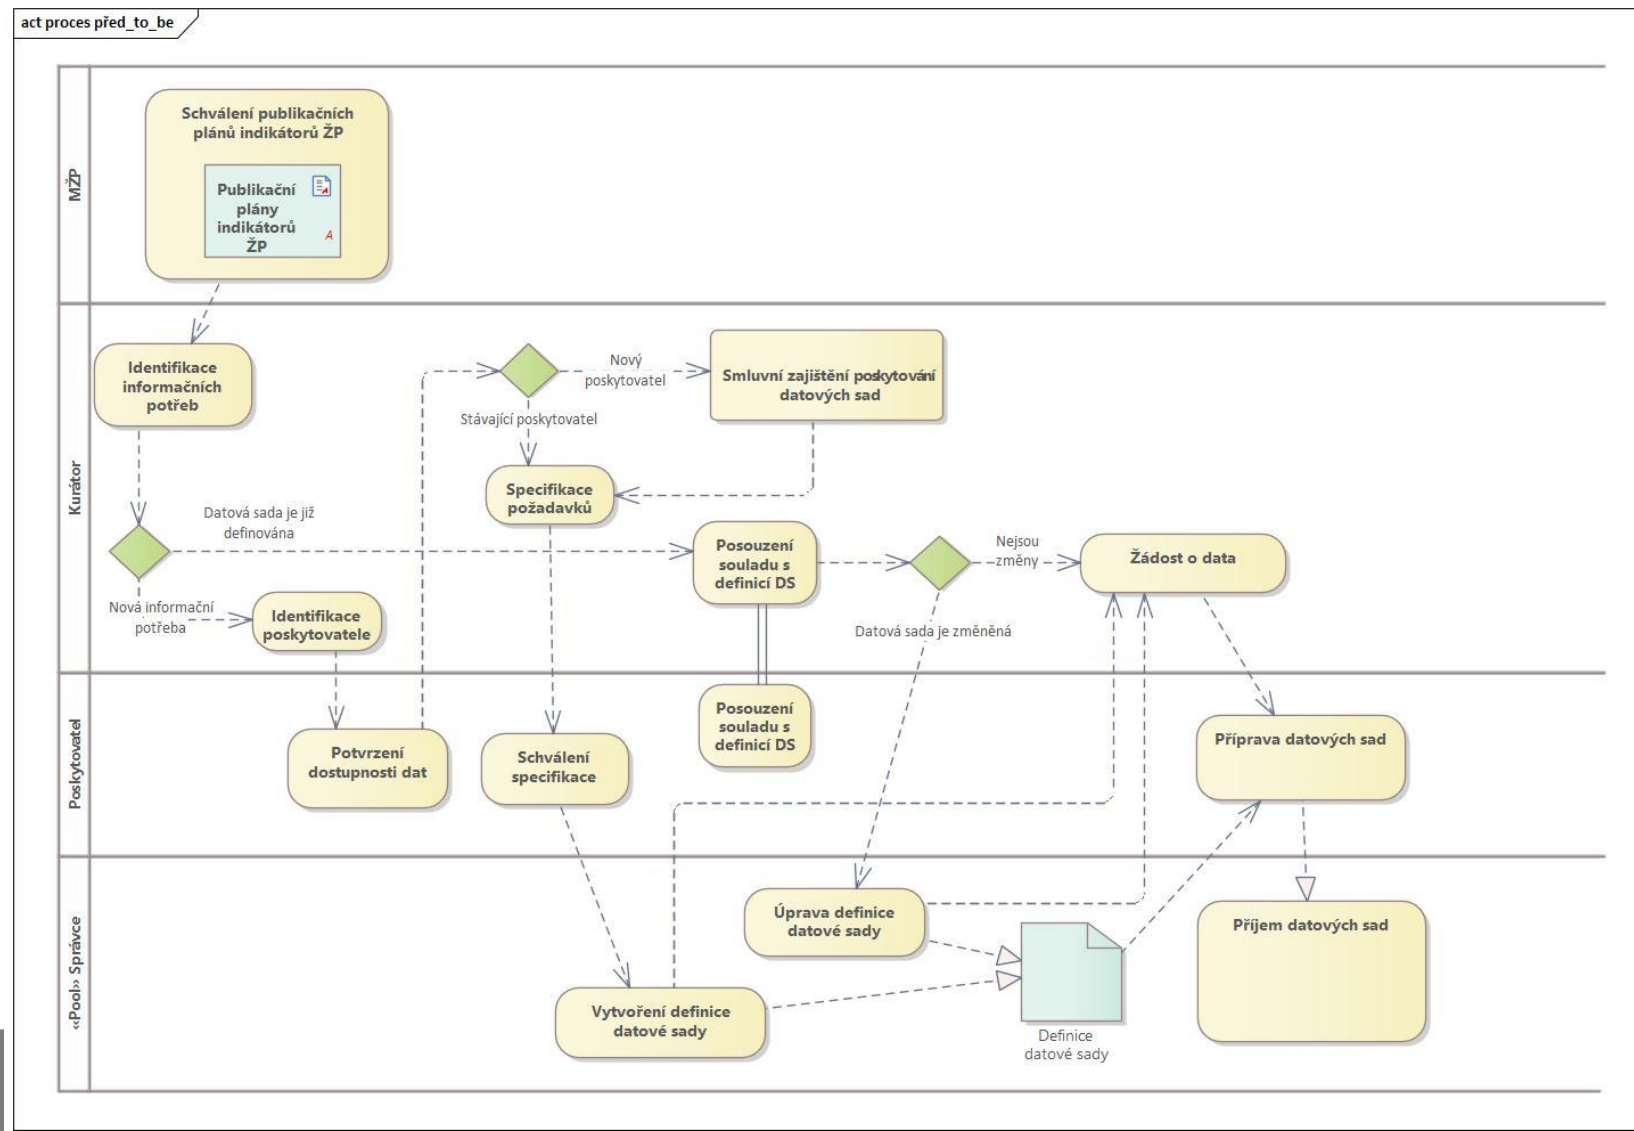 act proces před_to_be
MŽP
Schválení publikačních
plánů indikátorů ŽP
Publikační
plány
indikátorů
ŽP
A
Kurátor
Identifikace
informačních
potřeb
Nový
poskytovatel
Smluvní zajištění poskytování
datových sad
Stávající poskytovatel
Specifikace
požadavků
Datová sada je již
definována
Posouzení
souladu s
definicí DS
Nejsou
změny
Žádost o data
Nová informační
potřeba
Identifikace
poskytovatele
Datová sada je změněná
Poskytovatel
Potvrzení
dostupnosti dat
Schválení
specifikace
Posouzení
souladu s
definicí DS
Příprava datových sad
«Pool» Správce
Úprava definice
datové sady
Příjem datových sad
Vytvoření definice
datové sady
Definice
datové sady